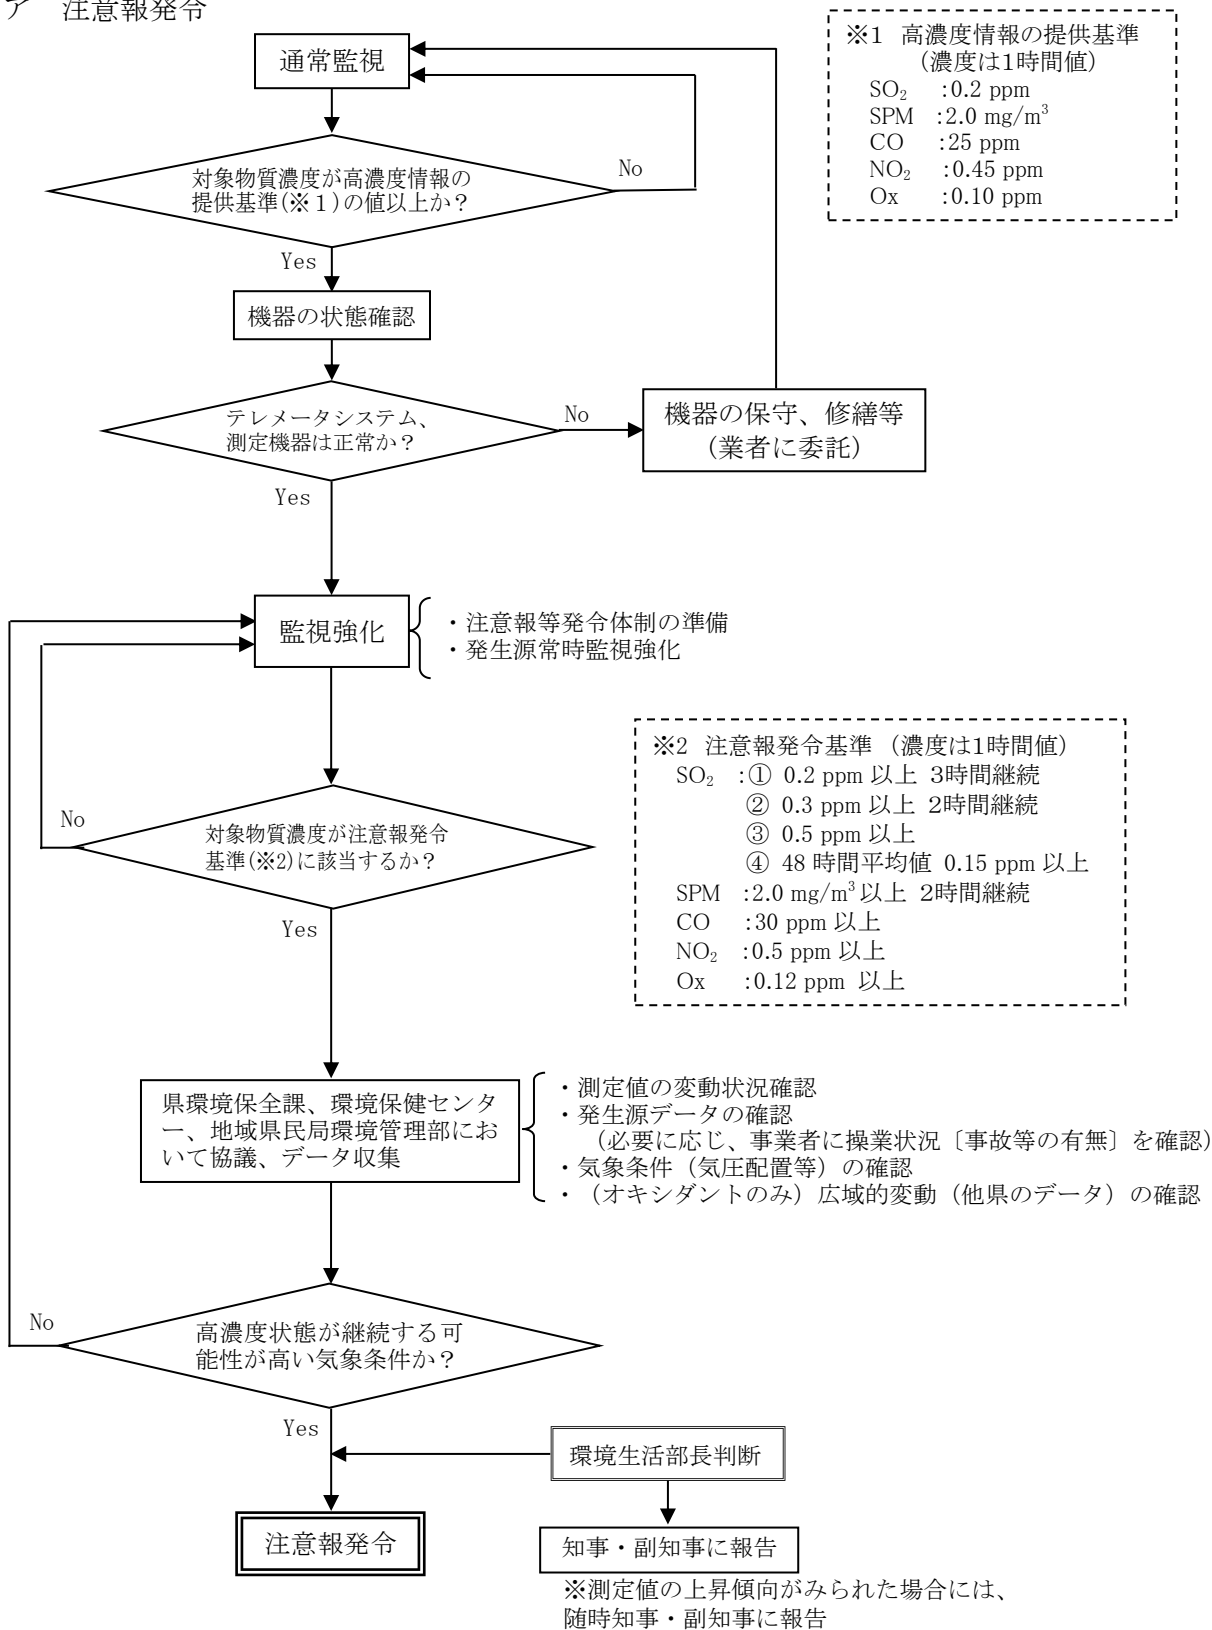 ア　注意報発令
※1 高濃度情報の提供基準
（濃度は1時間値）
SO₂ :0.2 ppm
SPM :2.0 mg/m³
CO :25 ppm
NO₂ :0.45 ppm
Ox :0.10 ppm
通常監視
対象物質濃度が高濃度情報の
提供基準(※１)の値以上か？
No
Yes
機器の状態確認
テレメータシステム、
測定機器は正常か？
No
機器の保守、修繕等
（業者に委託）
Yes
監視強化
・注意報等発令体制の準備
・発生源常時監視強化
※2 注意報発令基準（濃度は1時間値）
SO₂ :① 0.2 ppm 以上 3時間継続
② 0.3 ppm 以上 2時間継続
③ 0.5 ppm 以上
④ 48 時間平均値 0.15 ppm 以上
SPM :2.0 mg/m³以上 2時間継続
CO :30 ppm 以上
NO₂ :0.5 ppm 以上
Ox :0.12 ppm 以上
No
対象物質濃度が注意報発令
基準(※2)に該当するか？
Yes
県環境保全課、環境保健センタ
ー、地域県民局環境管理部にお
いて協議、データ収集
・測定値の変動状況確認
・発生源データの確認
（必要に応じ、事業者に操業状況〔事故等の有無〕を確認）
・気象条件（気圧配置等）の確認
・（オキシダントのみ）広域的変動（他県のデータ）の確認
No
高濃度状態が継続する可
能性が高い気象条件か？
Yes
環境生活部長判断
注意報発令
知事・副知事に報告
※測定値の上昇傾向がみられた場合には、
随時知事・副知事に報告